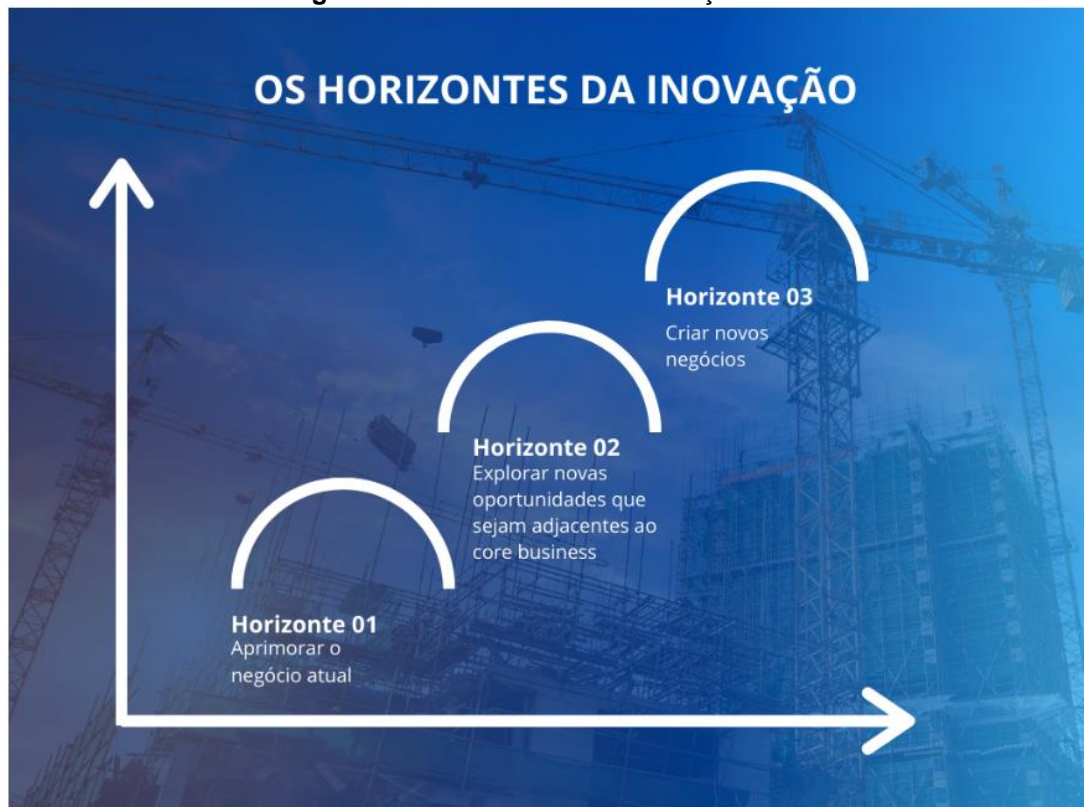 OS HORIZONTES DA INOVAÇÃO
Horizonte 03
Criar novos
negócios
Horizonte 02
Explorar novas
oportunidades que
sejam adjacentes ao
core business
Horizonte 01
Aprimorar o
negócio atual